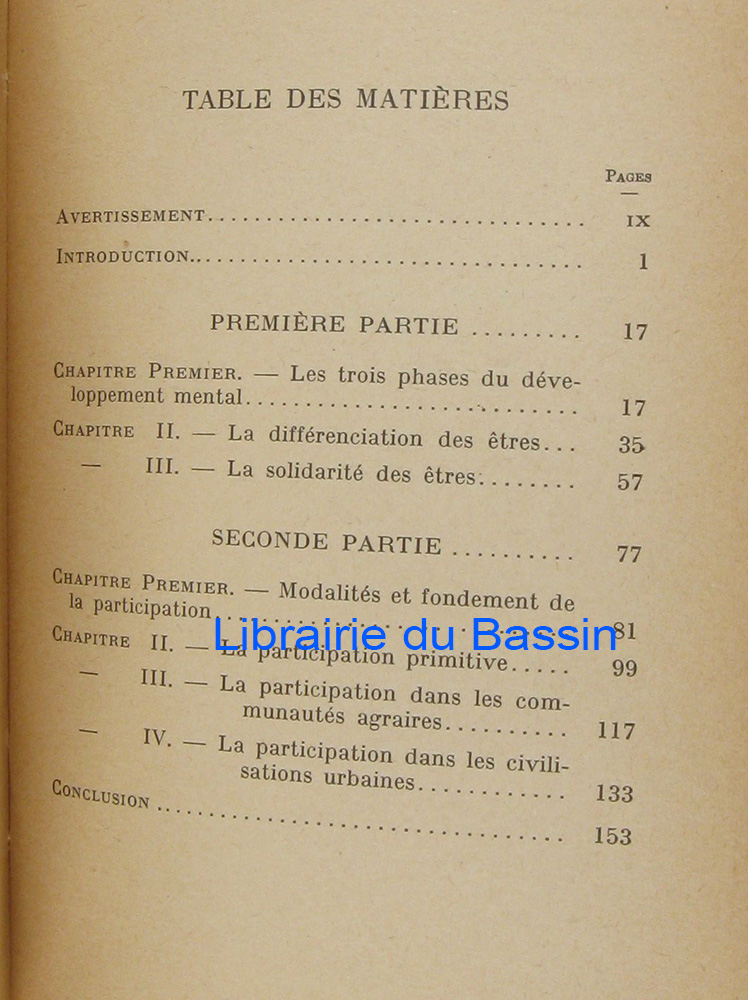 TABLE DES MATIÈRES
PAGES
AVERTISSEMENT................................ IX
INTRODUCTION.................................. 1
PREMIÈRE PARTIE ......... 17
CHAPITRE PREMIER. — Les trois phases du déve-
loppement mental............................ 17
CHAPITRE II. — La différenciation des êtres... 35
— III. — La solidarité des êtres......... 57
SECONDE PARTIE .......... 77
CHAPITRE PREMIER. — Modalités et fondement de
la participation .............................. 81
Librairie du Bassin
CHAPITRE II. — La participation primitive..... 99
— III. — La participation dans les com-
munautés agraires........... 117
— IV. — La participation dans les civili-
sations urbaines............. 133
CONCLUSION ................................... 153